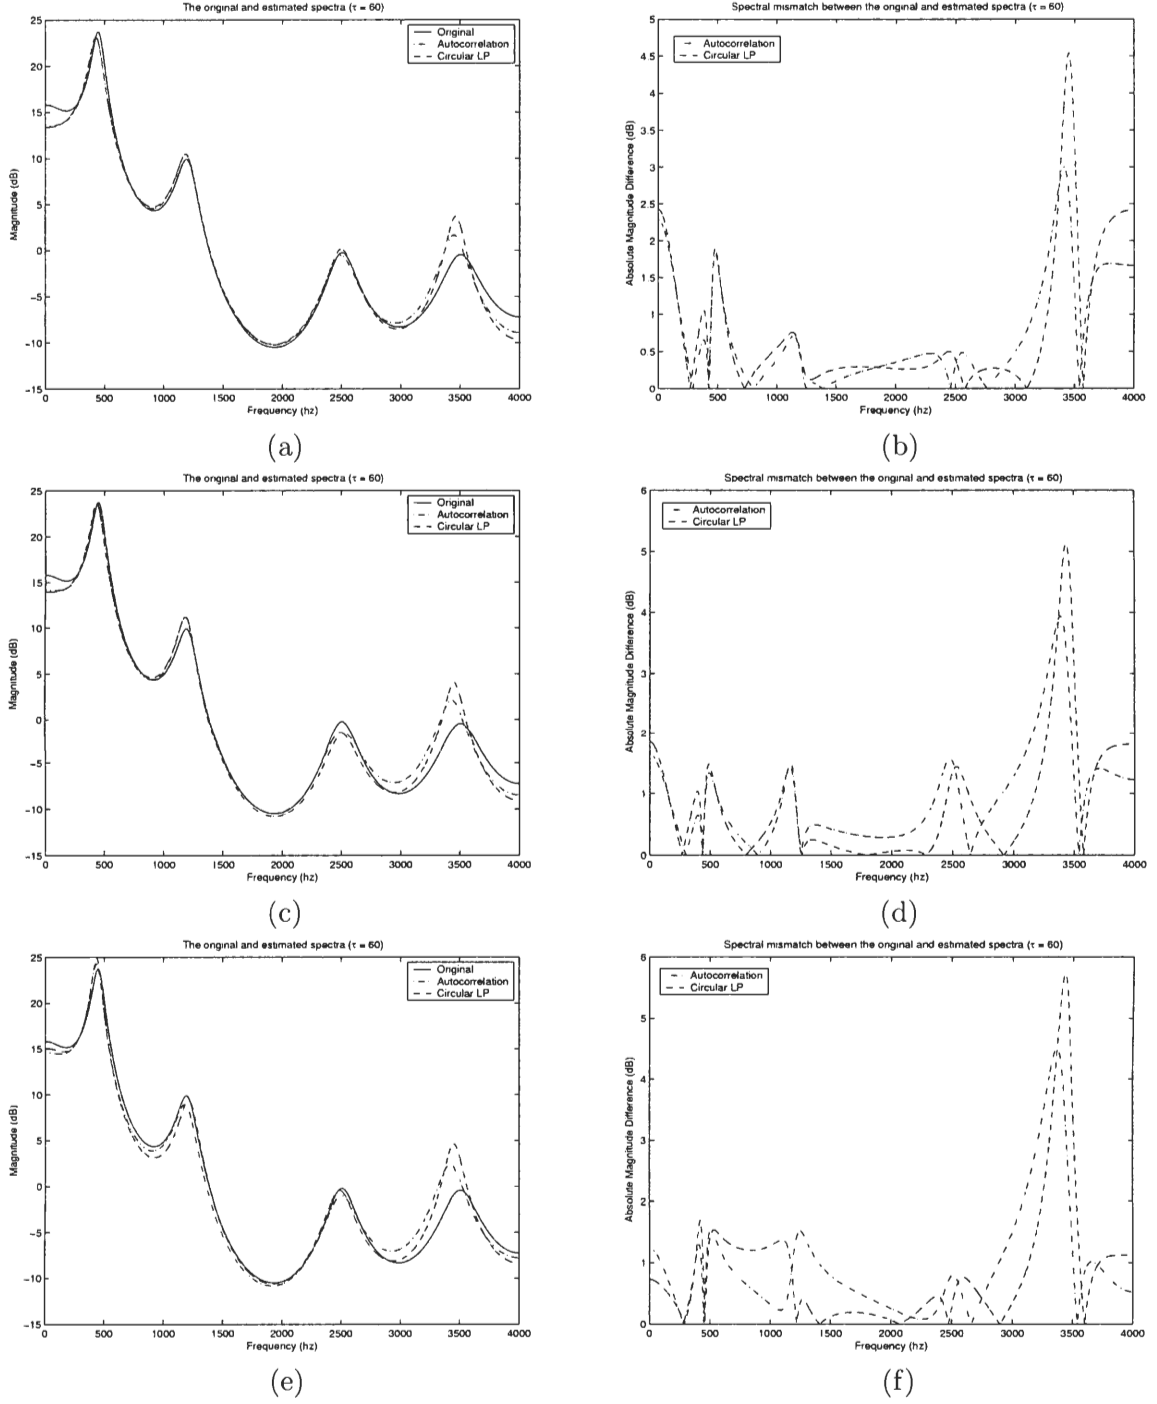 The original and estimated spectra (τ = 60)
25
20
15
10
5
0
−5
−10
−15
Magnitude (dB)
0 500 1000 1500 2000 2500 3000 3500 4000
Frequency (hz)
Original
Autocorrelation
Circular LP
(a)
Spectral mismatch between the original and estimated spectra (τ = 60)
5
4.5
4
3.5
3
2.5
2
1.5
1
0.5
0
Absolute Magnitude Difference (dB)
0 500 1000 1500 2000 2500 3000 3500 4000
Frequency (hz)
Autocorrelation
Circular LP
(b)
The original and estimated spectra (τ = 60)
25
20
15
10
5
0
−5
−10
−15
Magnitude (dB)
0 500 1000 1500 2000 2500 3000 3500 4000
Frequency (hz)
Original
Autocorrelation
Circular LP
(c)
Spectral mismatch between the original and estimated spectra (τ = 60)
6
5
4
3
2
1
0
Absolute Magnitude Difference (dB)
0 500 1000 1500 2000 2500 3000 3500 4000
Frequency (hz)
Autocorrelation
Circular LP
(d)
The original and estimated spectra (τ = 60)
25
20
15
10
5
0
−5
−10
−15
Magnitude (dB)
0 500 1000 1500 2000 2500 3000 3500 4000
Frequency (hz)
Original
Autocorrelation
Circular LP
(e)
Spectral mismatch between the original and estimated spectra (τ = 60)
6
5
4
3
2
1
0
Absolute Magnitude Difference (dB)
0 500 1000 1500 2000 2500 3000 3500 4000
Frequency (hz)
Autocorrelation
Circular LP
(f)